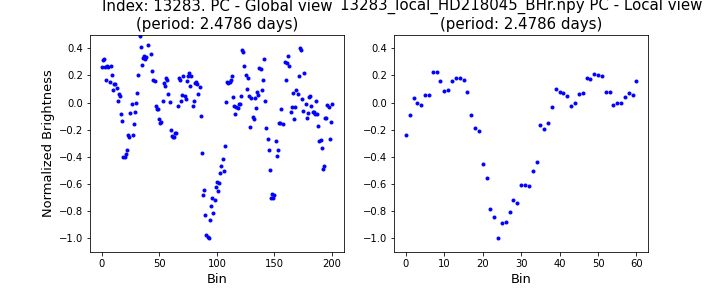 Index: 13283. PC - Global view
(period: 2.4786 days)
13283_local_HD218045_BHr.npy PC - Local view
(period: 2.4786 days)
Normalized Brightness
0.4
0.2
0.0
−0.2
−0.4
−0.6
−0.8
−1.0
0 50 100 150 200
Bin
0.4
0.2
0.0
−0.2
−0.4
−0.6
−0.8
−1.0
0 10 20 30 40 50 60
Bin